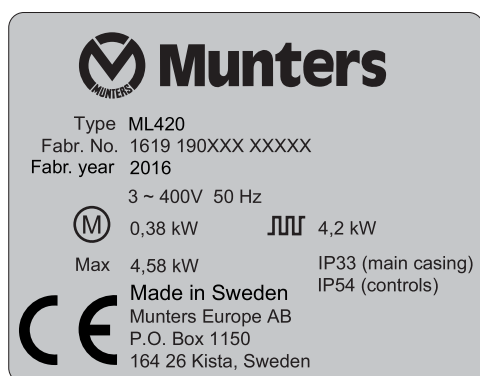 MUNTERS
Munters
Type ML420
Fabr. No. 1619 190XXX XXXXX
Fabr. year 2016
3 ~ 400V 50 Hz
M 0,38 kW 4,2 kW
Max 4,58 kW IP33 (main casing)
IP54 (controls)
CE Made in Sweden
Munters Europe AB
P.O. Box 1150
164 26 Kista, Sweden